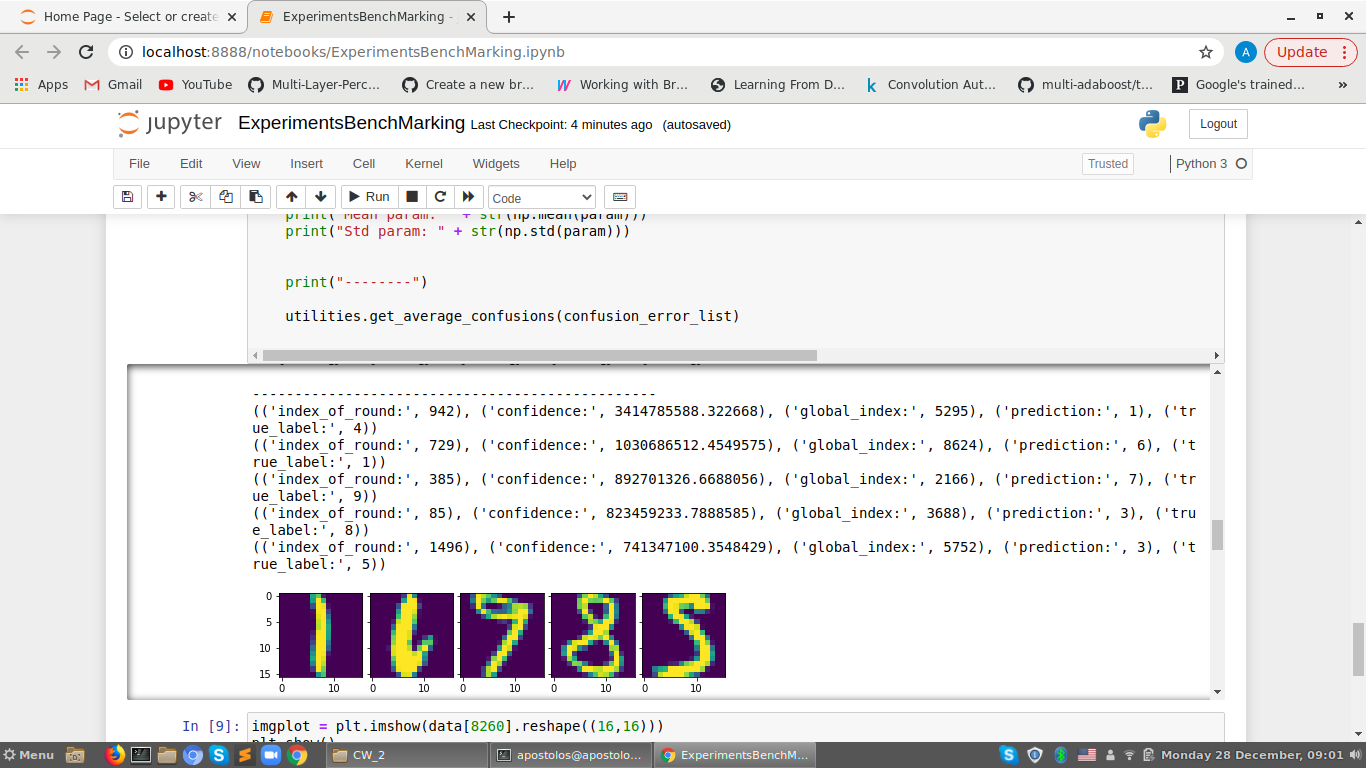 Home Page - Select or create
ExperimentsBenchMarking -
localhost:8888/notebooks/ExperimentsBenchMarking.ipynb
A
Update
Apps
Gmail
YouTube
Multi-Layer-Perc...
Create a new br...
Working with Br...
Learning From D...
Convolution Aut...
multi-adaboost/t...
Google's trained...
»
jupyter
ExperimentsBenchMarking Last Checkpoint: 4 minutes ago (autosaved)
Logout
File Edit View Insert Cell Kernel Widgets Help
Trusted
Python 3
Run
Code
print("Mean param: " + str(np.mean(param)))
print("Std param: " + str(np.std(param)))
print("--------")
utilities.get_average_confusions(confusion_error_list)
------------------------------------------------
(('index_of_round:', 942), ('confidence:', 3414785588.322668), ('global_index:', 5295), ('prediction:', 1), ('tr
ue_label:', 4))
(('index_of_round:', 729), ('confidence:', 1030686512.4549575), ('global_index:', 8624), ('prediction:', 6), ('t
rue_label:', 1))
(('index_of_round:', 385), ('confidence:', 892701326.6688056), ('global_index:', 2166), ('prediction:', 7), ('tr
ue_label:', 9))
(('index_of_round:', 85), ('confidence:', 823459233.7888585), ('global_index:', 3688), ('prediction:', 3), ('tru
e_label:', 8))
(('index_of_round:', 1496), ('confidence:', 741347100.3548429), ('global_index:', 5752), ('prediction:', 3), ('t
rue_label:', 5))
0
5
10
15
0 10 0 10 0 10 0 10 0 10
In [9]:
imgplot = plt.imshow(data[8260].reshape((16,16)))
plt.show()
Menu
CW_2
apostolos@apostolo...
ExperimentsBenchM...
Monday 28 December, 09:01